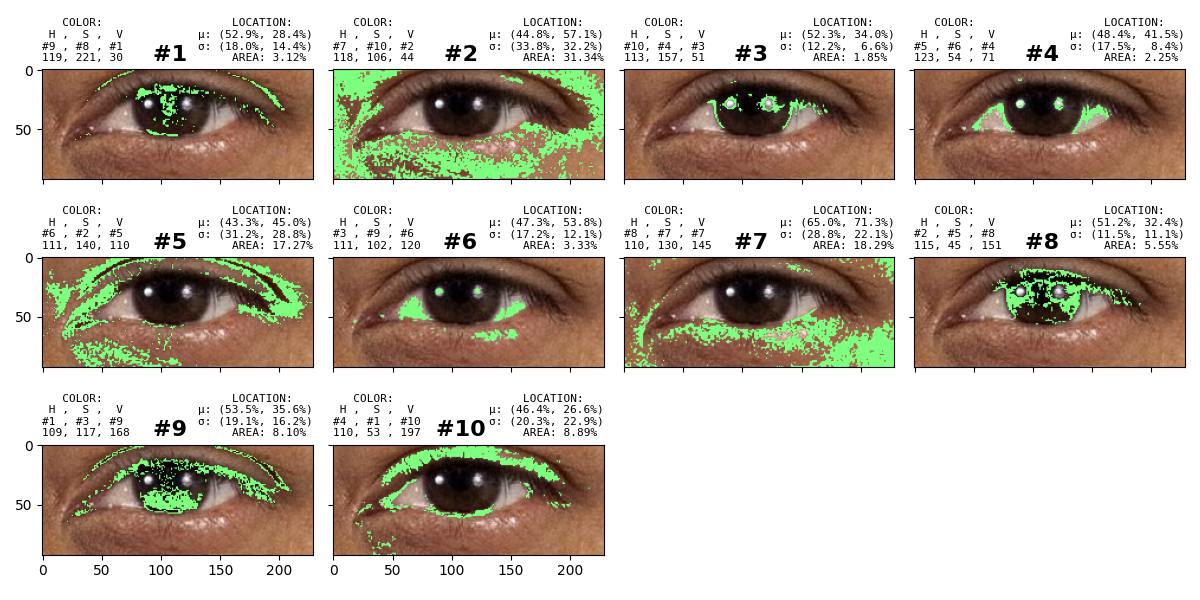 COLOR: LOCATION:
H , S , V μ: (52.9%, 28.4%)
#9 , #8 , #1 #1 σ: (18.0%, 14.4%)
119, 221, 30 AREA: 3.12%
COLOR: LOCATION:
H , S , V μ: (44.8%, 57.1%)
#7 , #10, #2 #2 σ: (33.8%, 32.2%)
118, 106, 44 AREA: 31.34%
COLOR: LOCATION:
H , S , V μ: (52.3%, 34.0%)
#10, #4 , #3 #3 σ: (12.2%, 6.6%)
113, 157, 51 AREA: 1.85%
COLOR: LOCATION:
H , S , V μ: (48.4%, 41.5%)
#5 , #6 , #4 #4 σ: (17.5%, 8.4%)
123, 54 , 71 AREA: 2.25%
0
50
COLOR: LOCATION:
H , S , V μ: (43.3%, 45.0%)
#6 , #2 , #5 #5 σ: (31.2%, 28.8%)
111, 140, 110 AREA: 17.27%
COLOR: LOCATION:
H , S , V μ: (47.3%, 53.8%)
#3 , #9 , #6 #6 σ: (17.2%, 12.1%)
111, 102, 120 AREA: 3.33%
COLOR: LOCATION:
H , S , V μ: (65.0%, 71.3%)
#8 , #7 , #7 #7 σ: (28.8%, 22.1%)
110, 130, 145 AREA: 18.29%
COLOR: LOCATION:
H , S , V μ: (51.2%, 32.4%)
#2 , #5 , #8 #8 σ: (11.5%, 11.1%)
115, 45 , 151 AREA: 5.55%
0
50
COLOR: LOCATION:
H , S , V μ: (53.5%, 35.6%)
#1 , #3 , #9 #9 σ: (19.1%, 16.2%)
109, 117, 168 AREA: 8.10%
COLOR: LOCATION:
H , S , V μ: (46.4%, 26.6%)
#4 , #1 , #10 #10 σ: (20.3%, 22.9%)
110, 53 , 197 AREA: 8.89%
0
50
0 50 100 150 200
0 50 100 150 200